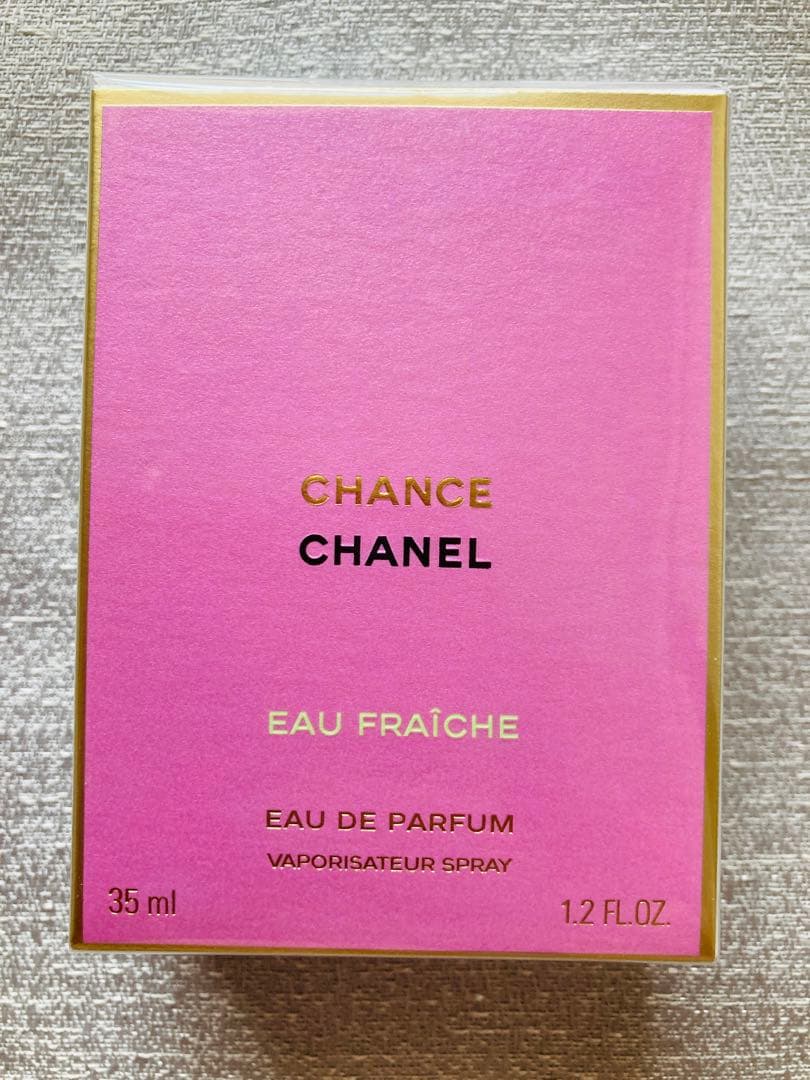 CHANCE
CHANEL
EAU FRAÎCHE
EAU DE PARFUM
VAPORISATEUR SPRAY
35 ml
1.2 FL.OZ.